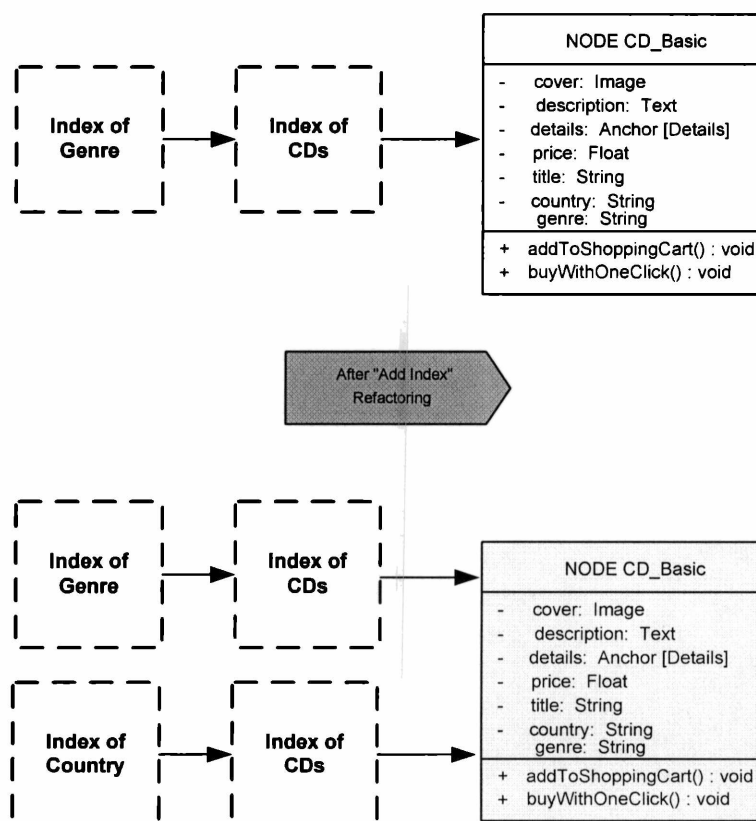 NODE CD_Basic
Index of
Genre
Index of
CDs
- cover: Image
- description: Text
- details: Anchor [Details]
- price: Float
- title: String
- country: String
genre: String
+ addToShoppingCart() : void
+ buyWithOneClick() : void
After "Add Index"
Refactoring
Index of
Genre
Index of
CDs
NODE CD_Basic
- cover: Image
- description: Text
- details: Anchor [Details]
- price: Float
- title: String
- country: String
genre: String
Index of
Country
Index of
CDs
+ addToShoppingCart() : void
+ buyWithOneClick() : void